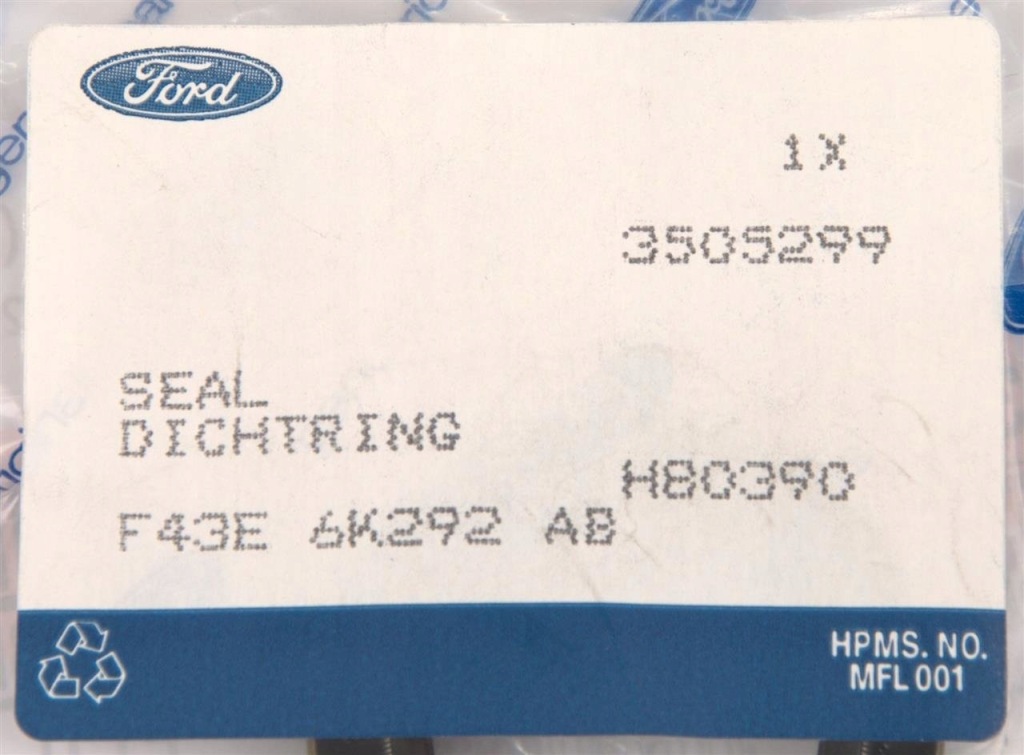 Ford
1X
3505299
SEAL
DICHTRING
H80390
F43E 6K292 AB
HPMS. NO.
MFL 001